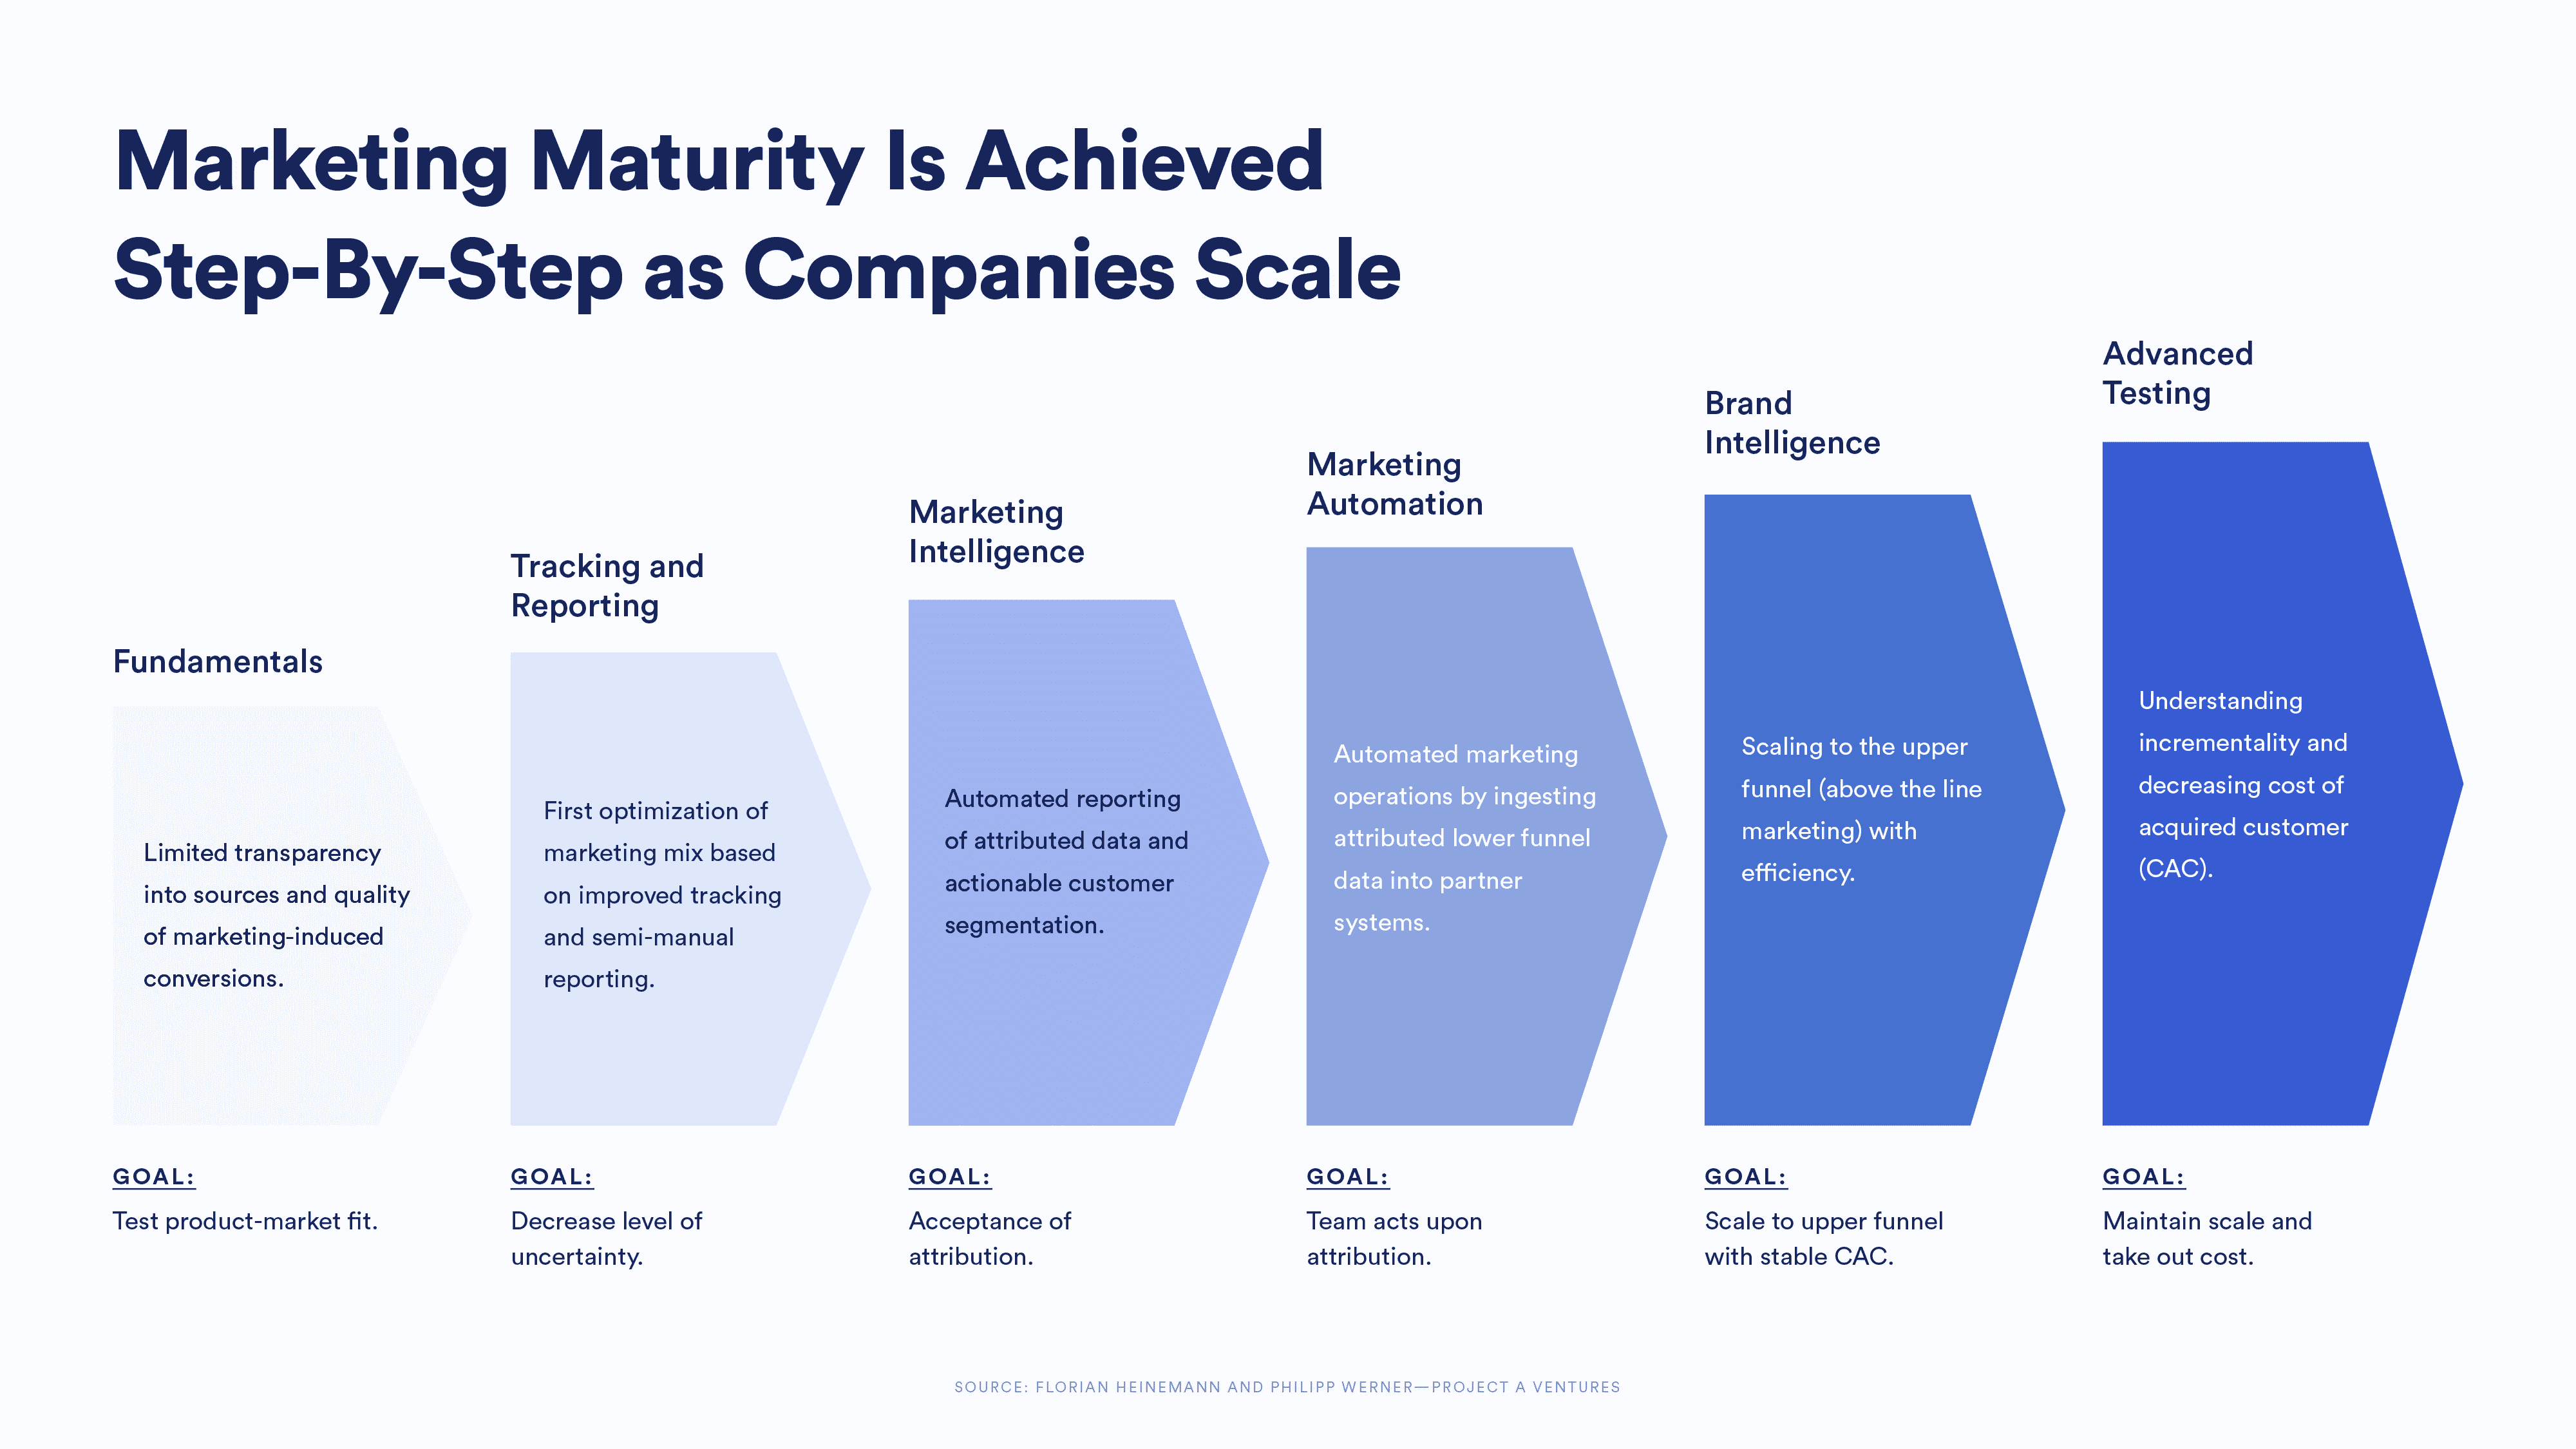 Marketing Maturity Is Achieved
Step-By-Step as Companies Scale
Fundamentals
Limited transparency
into sources and quality
of marketing-induced
conversions.
GOAL:
Test product-market fit.
Tracking and
Reporting
First optimization of
marketing mix based
on improved tracking
and semi-manual
reporting.
GOAL:
Decrease level of
uncertainty.
Marketing
Intelligence
Automated reporting
of attributed data and
actionable customer
segmentation.
GOAL:
Acceptance of
attribution.
Marketing
Automation
Automated marketing
operations by ingesting
attributed lower funnel
data into partner
systems.
GOAL:
Team acts upon
attribution.
Brand
Intelligence
Scaling to the upper
funnel (above the line
marketing) with
efficiency.
GOAL:
Scale to upper funnel
with stable CAC.
Advanced
Testing
Understanding
incrementality and
decreasing cost of
acquired customer
(CAC).
GOAL:
Maintain scale and
take out cost.
SOURCE: FLORIAN HEINEMANN AND PHILIPP WERNER—PROJECT A VENTURES